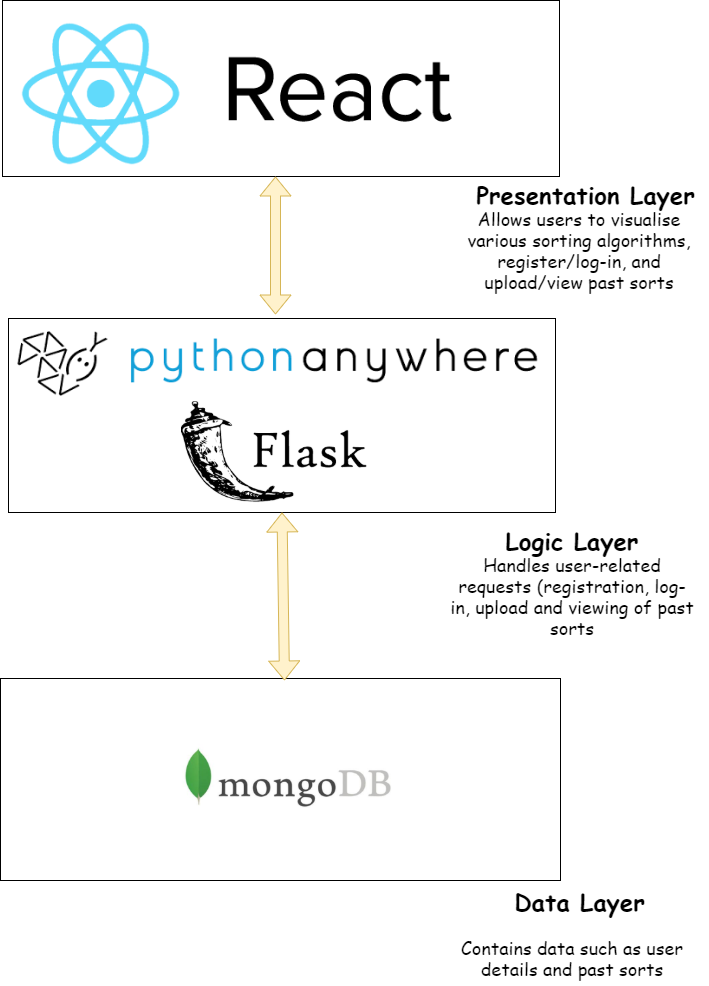 React
Presentation Layer
Allows users to visualise
various sorting algorithms,
register/log-in, and
upload/view past sorts
pythonanywhere
Flask
Logic Layer
Handles user-related
requests (registration, log-
in, upload and viewing of past
sorts
mongoDB
Data Layer
Contains data such as user
details and past sorts